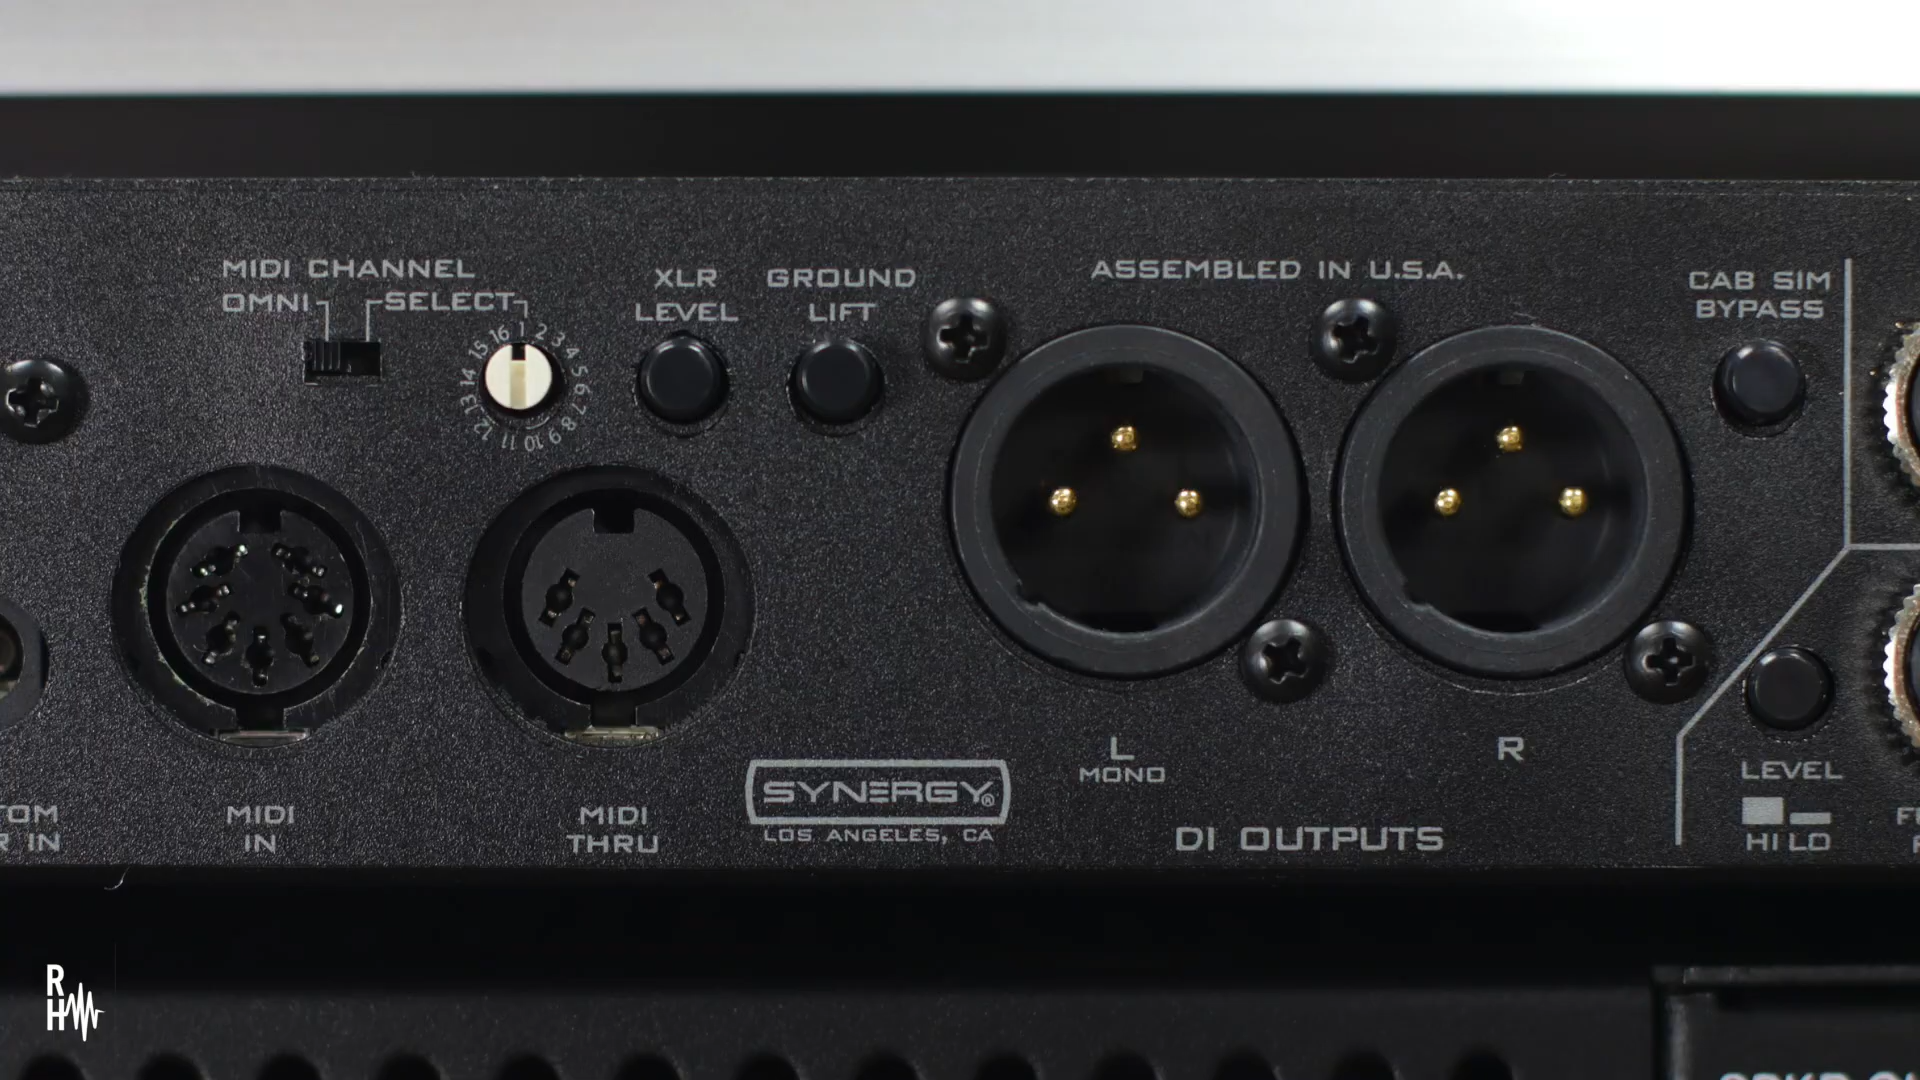 MIDI CHANNEL
OMNI SELECT
1 2 3 4 5 6 7 8 9 10 11 12 13 14 15 16
XLR
LEVEL
GROUND
LIFT
ASSEMBLED IN U.S.A.
CAB SIM
BYPASS
MIDI
IN
MIDI
THRU
SYNERGY®
LOS ANGELES, CA
L
MONO
R
DI OUTPUTS
LEVEL
HI LO
IN
RH